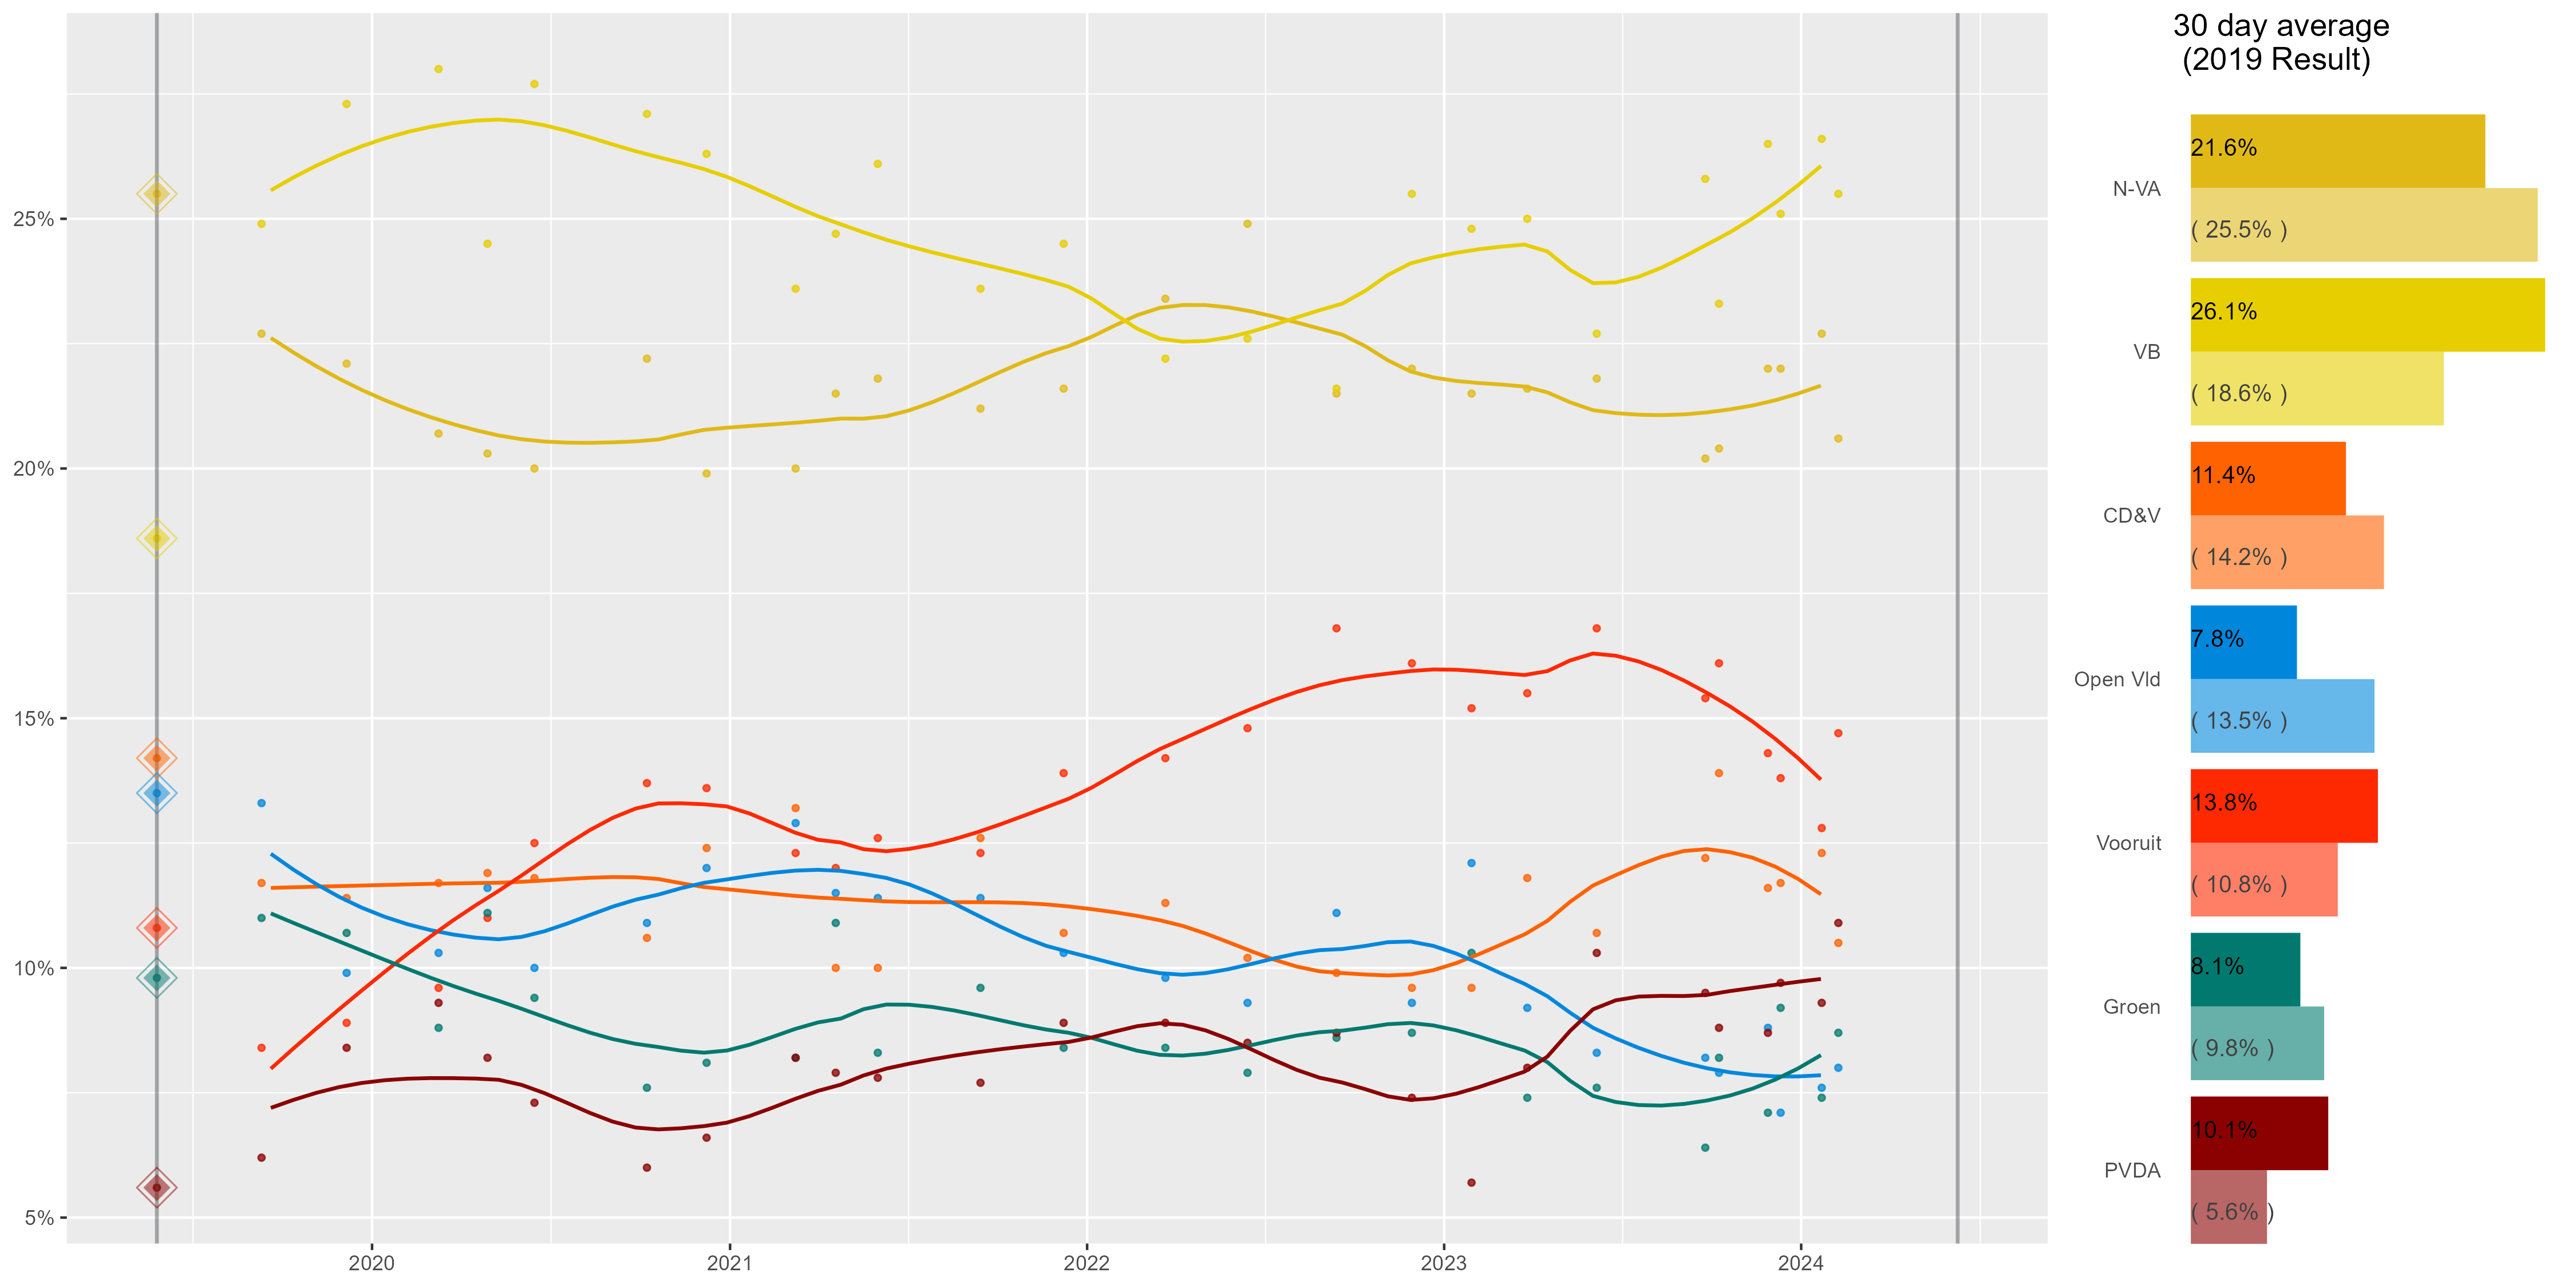 30 day average
(2019 Result)
25%
20%
15%
10%
5%
2020
2021
2022
2023
2024
N-VA
21.6%
( 25.5% )
VB
26.1%
( 18.6% )
CD&V
11.4%
( 14.2% )
Open Vld
7.8%
( 13.5% )
Vooruit
13.8%
( 10.8% )
Groen
8.1%
( 9.8% )
PVDA
10.1%
( 5.6% )